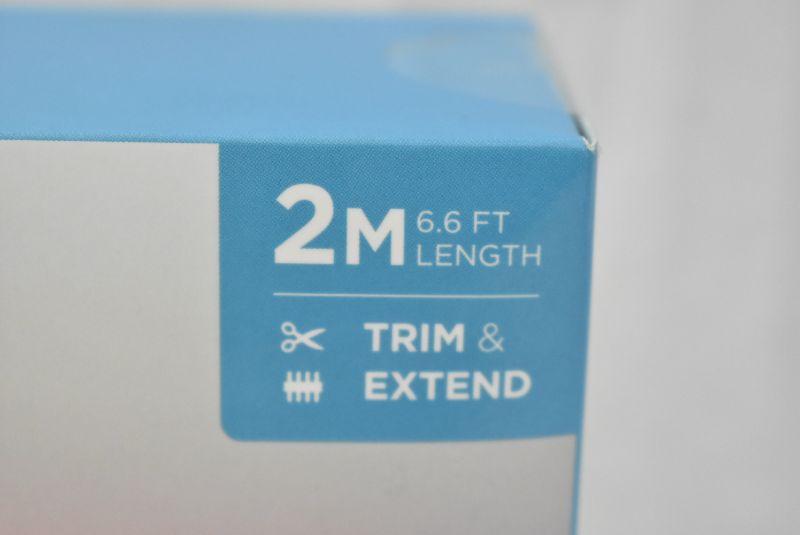 2M 6.6 FT
LENGTH
TRIM &
EXTEND